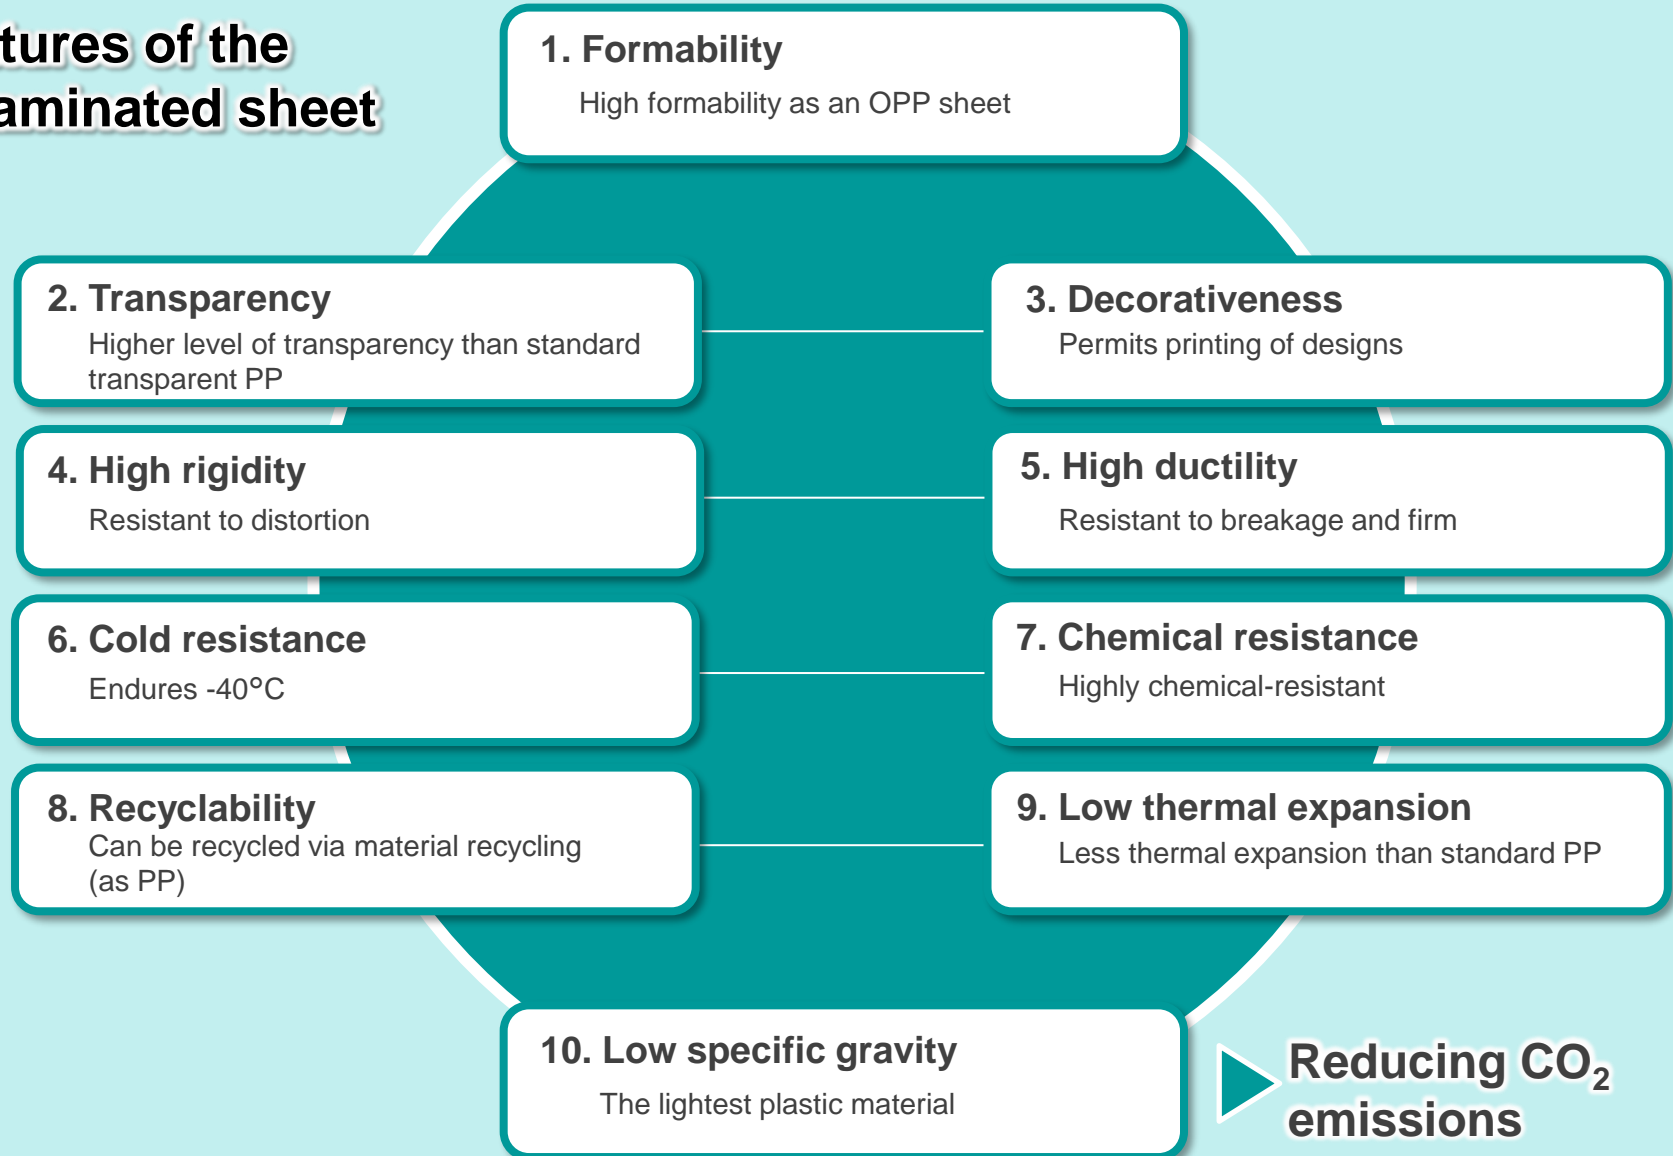 tures of the
aminated sheet
1. Formability
High formability as an OPP sheet
2. Transparency
Higher level of transparency than standard
transparent PP
3. Decorativeness
Permits printing of designs
4. High rigidity
Resistant to distortion
5. High ductility
Resistant to breakage and firm
6. Cold resistance
Endures -40°C
7. Chemical resistance
Highly chemical-resistant
8. Recyclability
Can be recycled via material recycling
(as PP)
9. Low thermal expansion
Less thermal expansion than standard PP
10. Low specific gravity
The lightest plastic material
Reducing CO₂
emissions